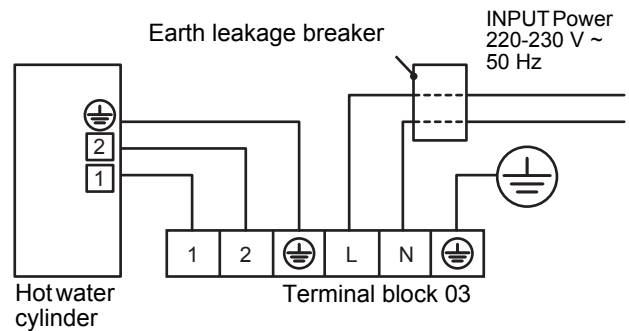 Earth leakage breaker
INPUT Power
220-230 V ~
50 Hz
2
1
1 2 L N
Hot water
cylinder
Terminal block 03